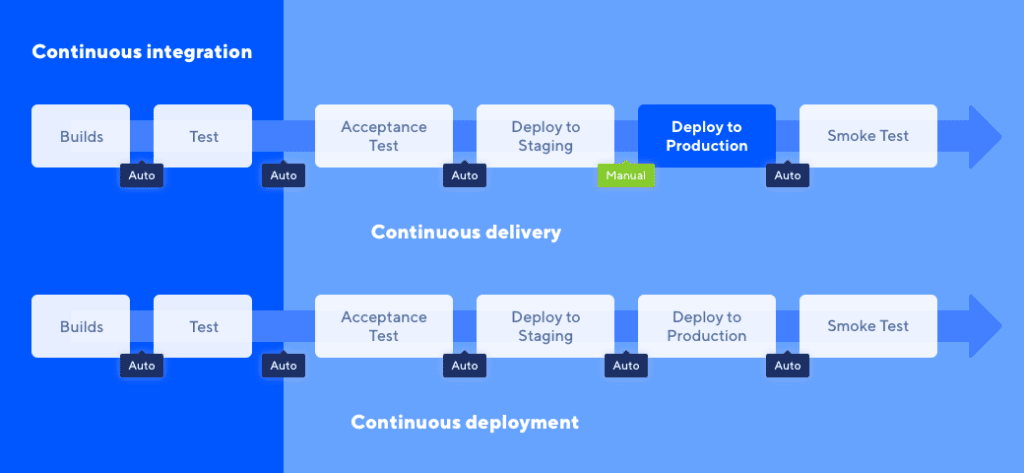 Continuous integration
Builds
Test
Acceptance
Test
Deploy to
Staging
Deploy to
Production
Smoke Test
Auto
Auto
Auto
Manual
Auto
Continuous delivery
Builds
Test
Acceptance
Test
Deploy to
Staging
Deploy to
Production
Smoke Test
Auto
Auto
Auto
Auto
Auto
Continuous deployment